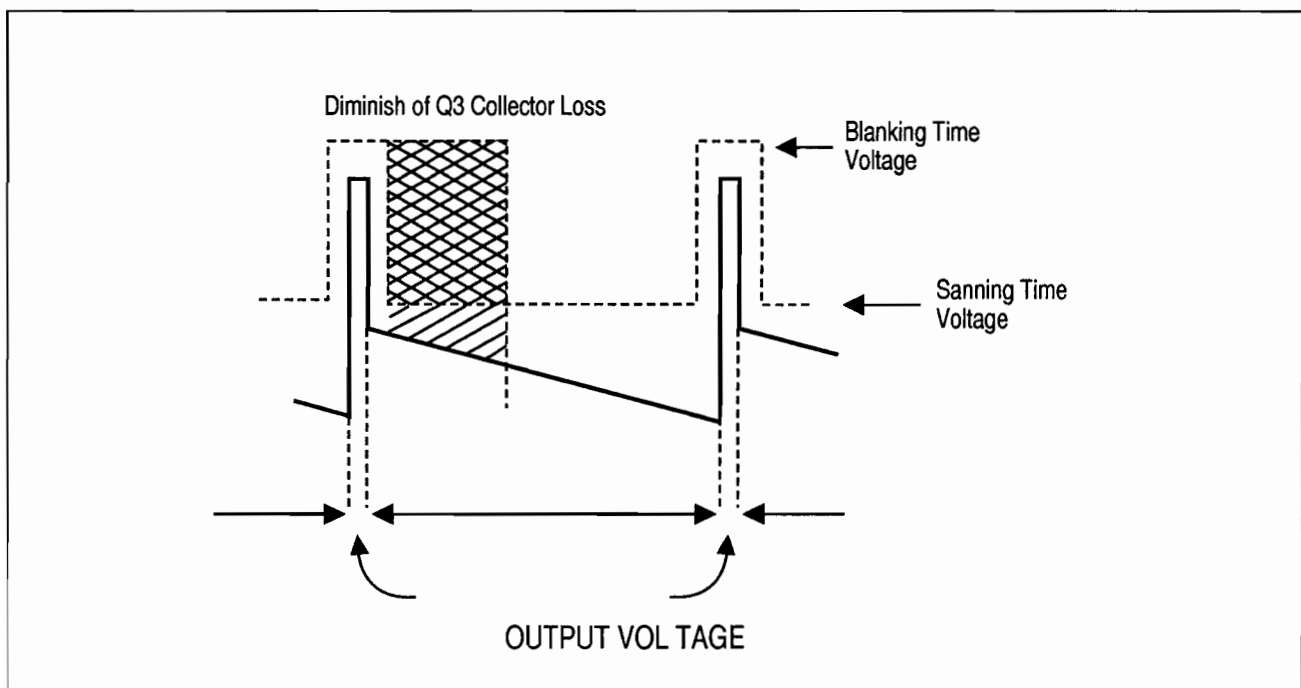 Diminish of Q3 Collector Loss
Blanking Time
Voltage
Sanning Time
Voltage
OUTPUT VOL TAGE